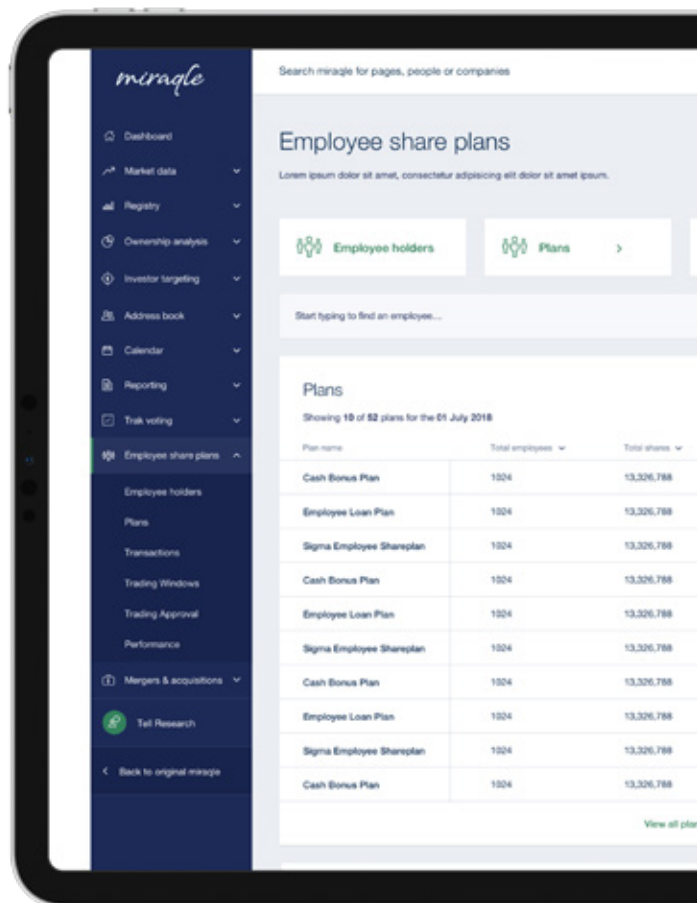 miraqle
Search miraqle for pages, people or companies
Dashboard
Market data
Registry
Ownership analysis
Investor targeting
Address book
Calendar
Reporting
Trak voting
Employee share plans
Employee holders
Plans
Transactions
Trading Windows
Trading Approval
Performance
Mergers & acquisitions
Tell Research
Back to original miraqle
Employee share plans
Lorem ipsum dolor sit amet, consectetur adipisicing elit dolor sit amet ipsum.
Employee holders
Plans
Start typing to find an employee...
Plans
Showing 10 of 52 plans for the 01 July 2018
Plan name Total employees Total shares
Cash Bonus Plan 1024 13,326,788
Employee Loan Plan 1024 13,326,788
Sigma Employee Shareplan 1024 13,326,788
Cash Bonus Plan 1024 13,326,788
Employee Loan Plan 1024 13,326,788
Sigma Employee Shareplan 1024 13,326,788
Cash Bonus Plan 1024 13,326,788
Employee Loan Plan 1024 13,326,788
Sigma Employee Shareplan 1024 13,326,788
Cash Bonus Plan 1024 13,326,788
View all plan